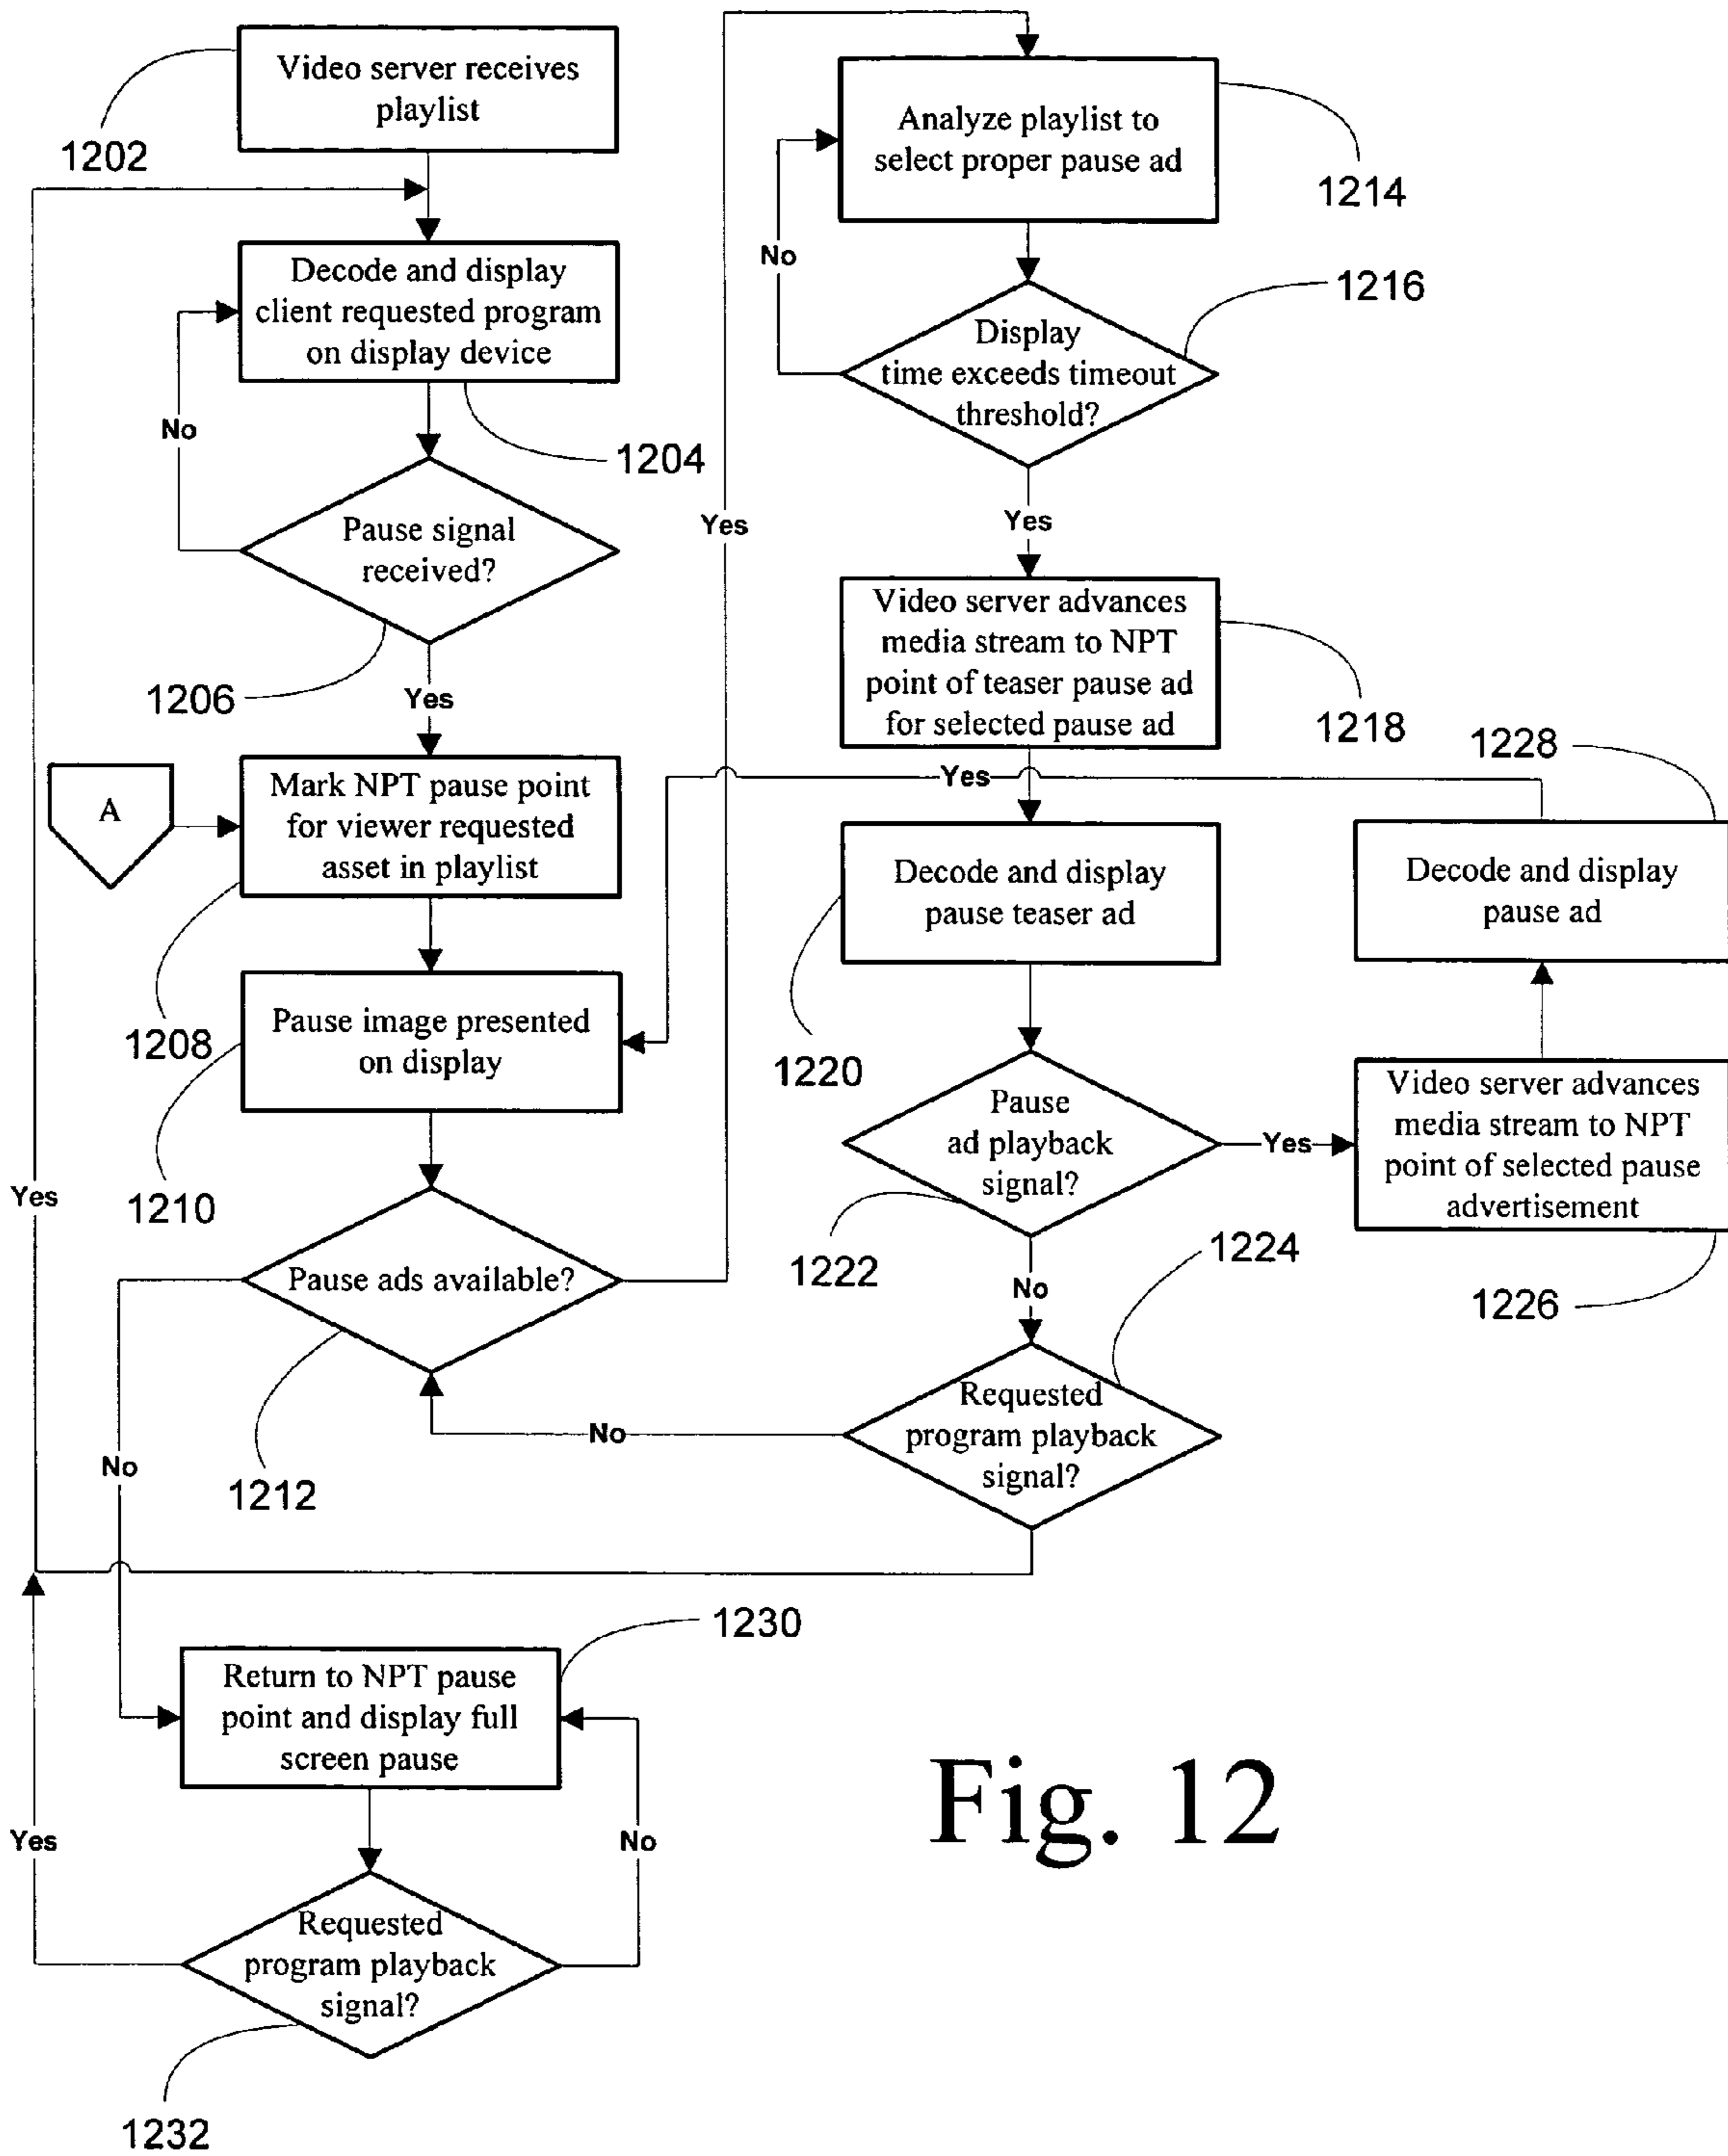 Video server receives
playlist
1202
Decode and display
client requested program
on display device
No
1204
Pause signal
received?
1206
Yes
A
Mark NPT pause point
for viewer requested
asset in playlist
1208
Pause image presented
on display
1210
Yes
Pause ads available?
1212
No
Yes
Analyze playlist to
select proper pause ad
1214
No
1216
Display
time exceeds timeout
threshold?
Yes
Video server advances
media stream to NPT
point of teaser pause ad
for selected pause ad
1218
1228
Yes
Decode and display
pause teaser ad
1220
Decode and display
pause ad
Pause
ad playback
signal?
Yes
1222
Video server advances
media stream to NPT
point of selected pause
advertisement
1226
No
1224
Requested
program playback
signal?
No
1230
Return to NPT pause
point and display full
screen pause
Yes
No
Requested
program playback
signal?
1232
Fig. 12